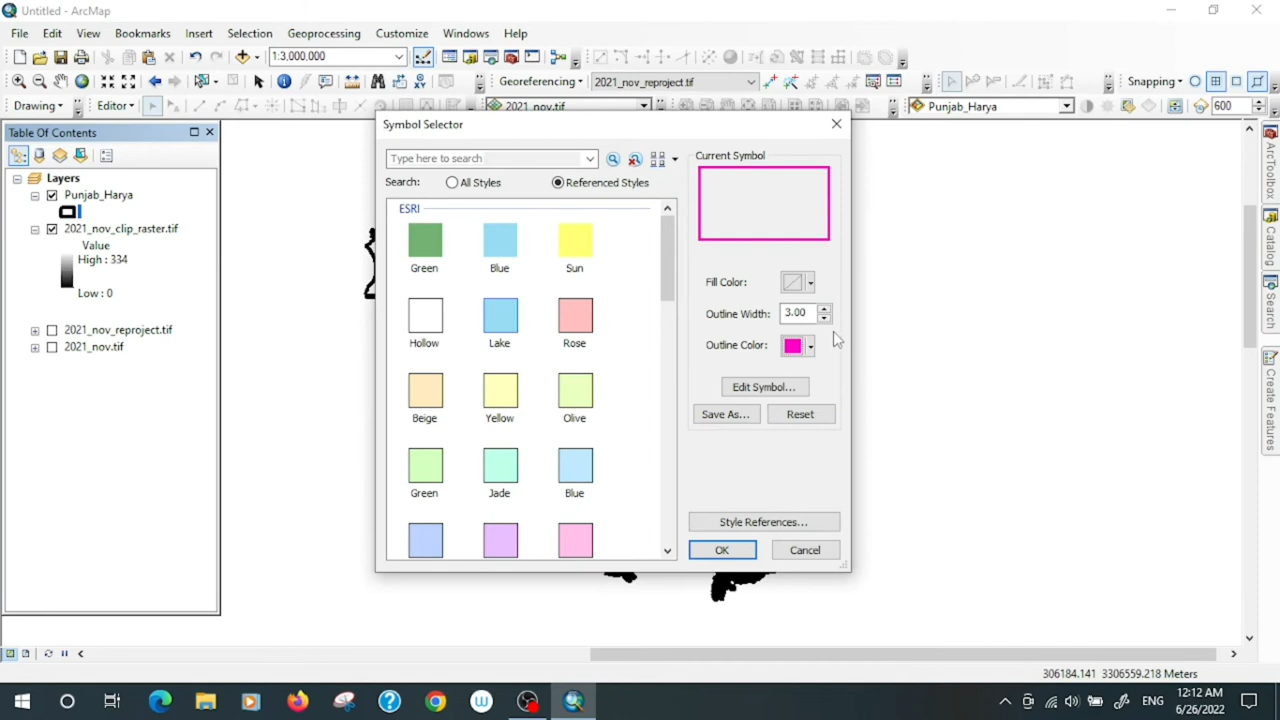 Untitled - ArcMap
File Edit View Bookmarks Insert Selection Geoprocessing Customize Windows Help
1:3,000,000
Georeferencing 2021_nov_reproject.tif Snapping
Drawing Editor 2021_nov.tif Punjab_Harya 600
Table Of Contents
Layers
Punjab_Harya
2021_nov_clip_raster.tif
Value
High : 334
Low : 0
2021_nov_reproject.tif
2021_nov.tif
Symbol Selector
Type here to search
Search: All Styles Referenced Styles
ESRI
Green Blue Sun
Hollow Lake Rose
Beige Yellow Olive
Green Jade Blue
Current Symbol
Fill Color:
Outline Width: 3.00
Outline Color:
Edit Symbol...
Save As... Reset
Style References...
OK Cancel
ArcToolbox
Catalog
Search
Create Features
306184.141 3306559.218 Meters
ENG
12:12 AM
6/26/2022